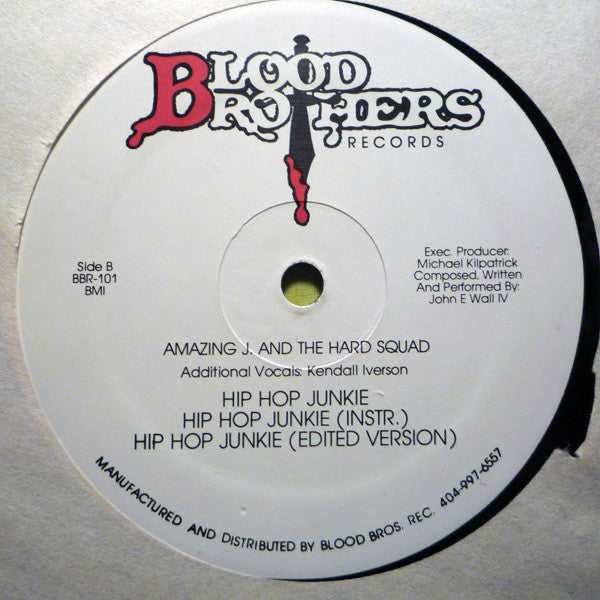 BLOOD
BROTHERS
RECORDS
Side B
BBR-101
BMI
Exec. Producer:
Michael Kilpatrick
Composed, Written
And Performed By:
John E Wall IV
AMAZING J. AND THE HARD SQUAD
Additional Vocals: Kendall Iverson
HIP HOP JUNKIE
HIP HOP JUNKIE (INSTR.)
HIP HOP JUNKIE (EDITED VERSION)
MANUFACTURED AND DISTRIBUTED BY BLOOD BROS. REC. 404-997-6557